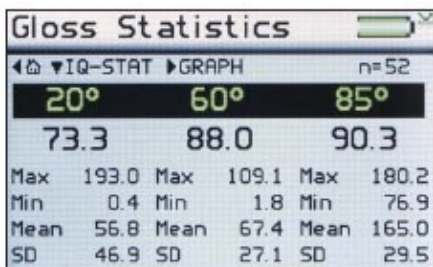 Gloss Statistics
IQ-STAT GRAPH n=52
20° 60° 85°
73.3 88.0 90.3
Max 193.0 Max 109.1 Max 180.2
Min 0.4 Min 1.8 Min 76.9
Mean 56.8 Mean 67.4 Mean 165.0
SD 46.9 SD 27.1 SD 29.5